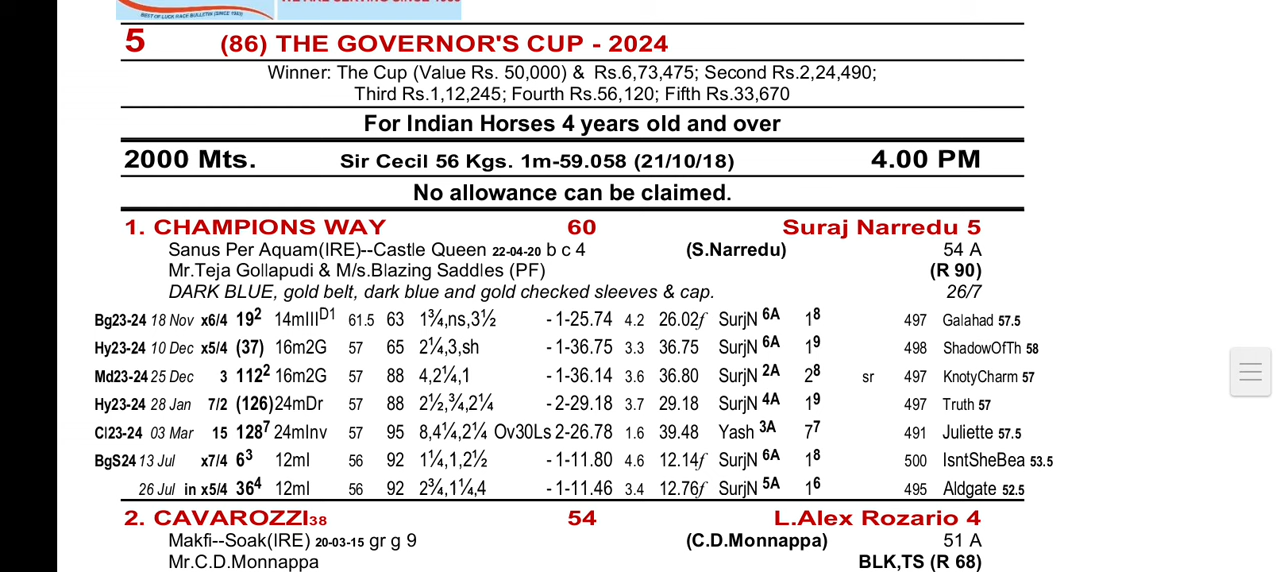 BEST OF LUCK RACE BULLETIN (SINCE 1983)
5 (86) THE GOVERNOR'S CUP - 2024
Winner: The Cup (Value Rs. 50,000) & Rs.6,73,475; Second Rs.2,24,490;
Third Rs.1,12,245; Fourth Rs.56,120; Fifth Rs.33,670
For Indian Horses 4 years old and over
2000 Mts. Sir Cecil 56 Kgs. 1m-59.058 (21/10/18) 4.00 PM
No allowance can be claimed.
1. CHAMPIONS WAY 60 Suraj Narredu 5
Sanus Per Aquam(IRE)--Castle Queen 22-04-20 b c 4 (S.Narredu) 54 A
Mr.Teja Gollapudi & M/s.Blazing Saddles (PF) (R 90)
DARK BLUE, gold belt, dark blue and gold checked sleeves & cap. 26/7
Bg23-24 18 Nov x6/4 19² 14mIII^D1 61.5 63 1¾,ns,3½ - 1-25.74 4.2 26.02f SurjN 6A 1⁸ 497 Galahad 57.5
Hy23-24 10 Dec x5/4 (37) 16m2G 57 65 2¼,3,sh - 1-36.75 3.3 36.75 SurjN 6A 1⁹ 498 ShadowOfTh 58
Md23-24 25 Dec 3 112² 16m2G 57 88 4,2¼,1 - 1-36.14 3.6 36.80 SurjN 2A 2⁸ sr 497 KnotyCharm 57
Hy23-24 28 Jan 7/2 (126) 24mDr 57 88 2½,¾,2¼ - 2-29.18 3.7 29.18 SurjN 4A 1⁹ 497 Truth 57
Cl23-24 03 Mar 15 128⁷ 24mInv 57 95 8,4¼,2¼ Ov30Ls 2-26.78 1.6 39.48 Yash 3A 7⁷ 491 Juliette 57.5
BgS24 13 Jul x7/4 6³ 12mI 56 92 1¼,1,2½ - 1-11.80 4.6 12.14f SurjN 6A 1⁸ 500 IsntSheBea 53.5
26 Jul in x5/4 36⁴ 12mI 56 92 2¾,1¼,4 - 1-11.46 3.4 12.76f SurjN 5A 1⁶ 495 Aldgate 52.5
2. CAVAROZZI38 54 L.Alex Rozario 4
Makfi--Soak(IRE) 20-03-15 gr g 9 (C.D.Monnappa) 51 A
Mr.C.D.Monnappa BLK,TS (R 68)